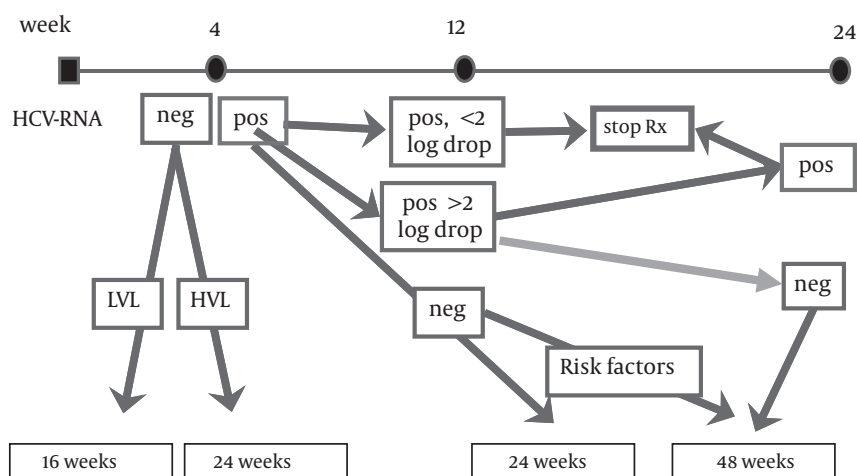 week
4
12
24
HCV-RNA
neg
pos
pos, <2
log drop
stop Rx
pos
pos >2
log drop
LVL
HVL
neg
neg
Risk factors
16 weeks
24 weeks
24 weeks
48 weeks